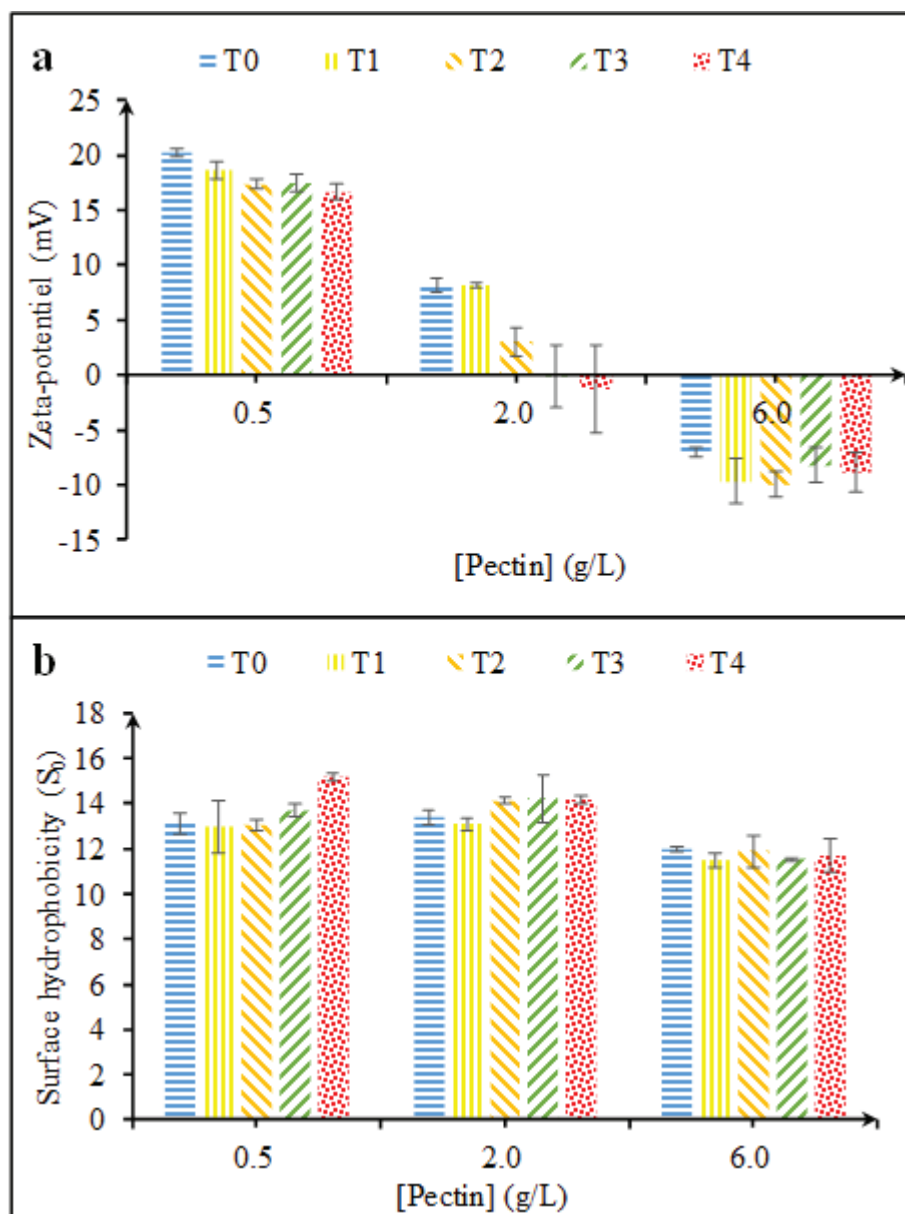 a
T0 T1 T2 T3 T4
Zeta-potentiel (mV)
25
20
15
10
5
0
-5
-10
-15
0.5 2.0 6.0
[Pectin] (g/L)
b
T0 T1 T2 T3 T4
Surface hydrophobicity (S0)
18
16
14
12
10
8
6
4
2
0
0.5 2.0 6.0
[Pectin] (g/L)